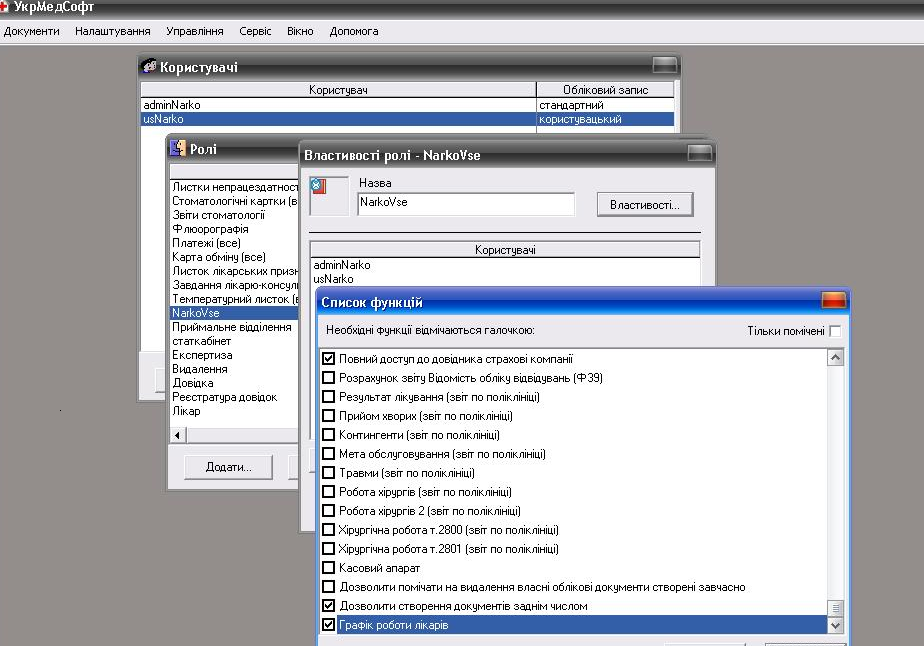 УкрМедСофт
Документи Налаштування Управління Сервіс Вікно Допомога
Користувачі
Користувач Обліковий запис
adminNarko стандартний
usNarko користувацький
Ролі
Листки непрацездатност
Стоматологічні картки (в
Звіти стоматології
Флюорографія
Платежі (все)
Карта обміну (все)
Листок лікарських призн
Завдання лікарю-консул
Температурний листок (в
NarkoVse
Приймальне відділення
статкабінет
Експертиза
Видалення
Довідка
Реєстратура довідок
Лікар
Додати...
Властивості ролі - NarkoVse
Назва
NarkoVse
Властивості...
Користувачі
adminNarko
usNarko
Список функцій
Необхідні функції відмічаються галочкою: Тільки помічені
Повний доступ до довідника страхові компанії
Розрахунок звіту Відомість обліку відвідувань (Ф39)
Результат лікування (звіт по поліклініці)
Прийом хворих (звіт по поліклініці)
Контингенти (звіт по поліклініці)
Мета обслуговування (звіт по поліклініці)
Травми (звіт по поліклініці)
Робота хірургів (звіт по поліклініці)
Робота хірургів 2 (звіт по поліклініці)
Хірургічна робота т.2800 (звіт по поліклініці)
Хірургічна робота т.2801 (звіт по поліклініці)
Касовий апарат
Дозволити помічати на видалення власні облікові документи створені завчасно
Дозволити створення документів заднім числом
Графік роботи лікарів